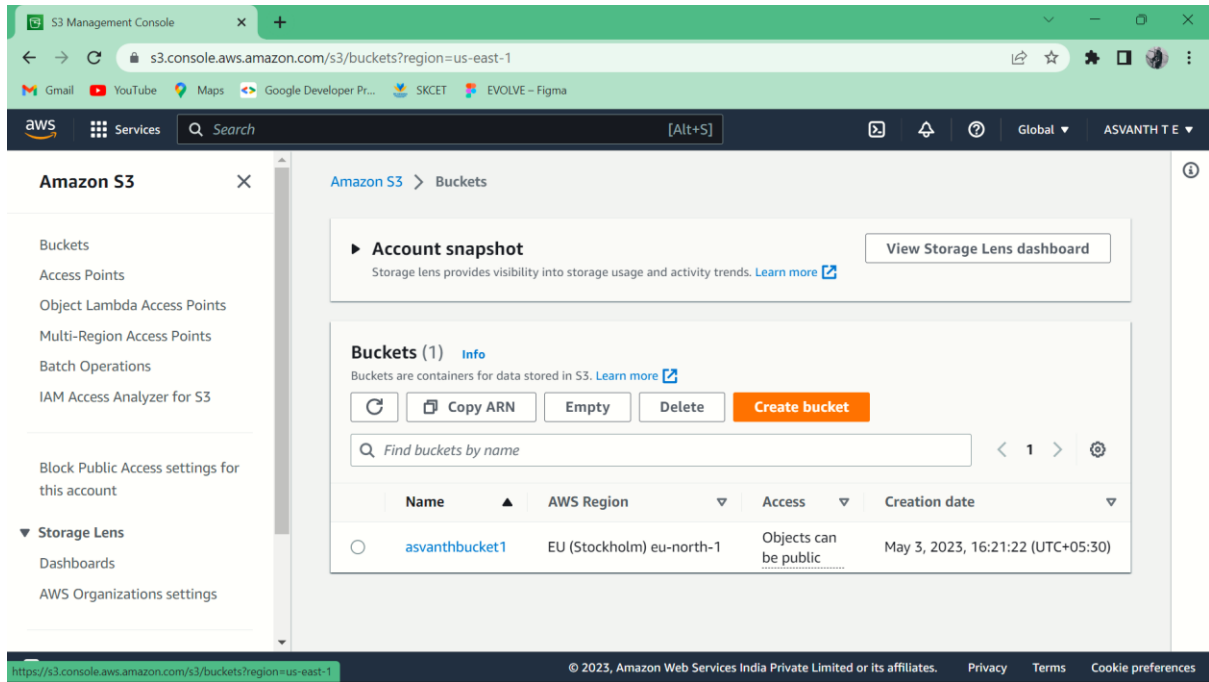 S3 Management Console
s3.console.aws.amazon.com/s3/buckets?region=us-east-1
Gmail YouTube Maps Google Developer Pr... SKCET EVOLVE – Figma
aws Services Search [Alt+S] Global ASVANTH T E
Amazon S3
Buckets
Access Points
Object Lambda Access Points
Multi-Region Access Points
Batch Operations
IAM Access Analyzer for S3
Block Public Access settings for
this account
Storage Lens
Dashboards
AWS Organizations settings
Amazon S3 > Buckets
Account snapshot
Storage lens provides visibility into storage usage and activity trends. Learn more
View Storage Lens dashboard
Buckets (1) Info
Buckets are containers for data stored in S3. Learn more
Copy ARN Empty Delete Create bucket
Find buckets by name
< 1 >
Name AWS Region Access Creation date
asvanthbucket1 EU (Stockholm) eu-north-1 Objects can
be public May 3, 2023, 16:21:22 (UTC+05:30)
https://s3.console.aws.amazon.com/s3/buckets?region=us-east-1
© 2023, Amazon Web Services India Private Limited or its affiliates. Privacy Terms Cookie preferences